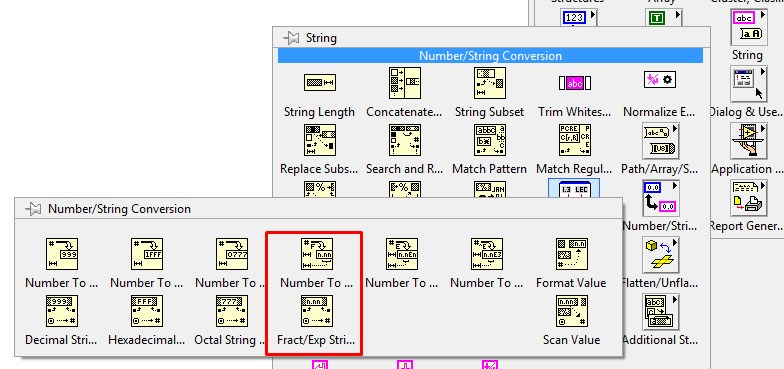 Structures
Array
Cluster, Class
String
Number/String Conversion
String Length
Concatenate...
String Subset
Trim Whites...
Normalize E...
String
Dialog & Use...
Replace Subs...
Search and R...
Match Pattern
Match Regul...
Path/Array/S...
Application ...
Number/String Conversion
Number/Stri...
Report Gener...
Number To ...
Number To ...
Number To ...
Number To ...
Number To ...
Number To ...
Format Value
Flatten/Unfla...
Decimal Stri...
Hexadecimal...
Octal String ...
Fract/Exp Stri...
Scan Value
Additional St...